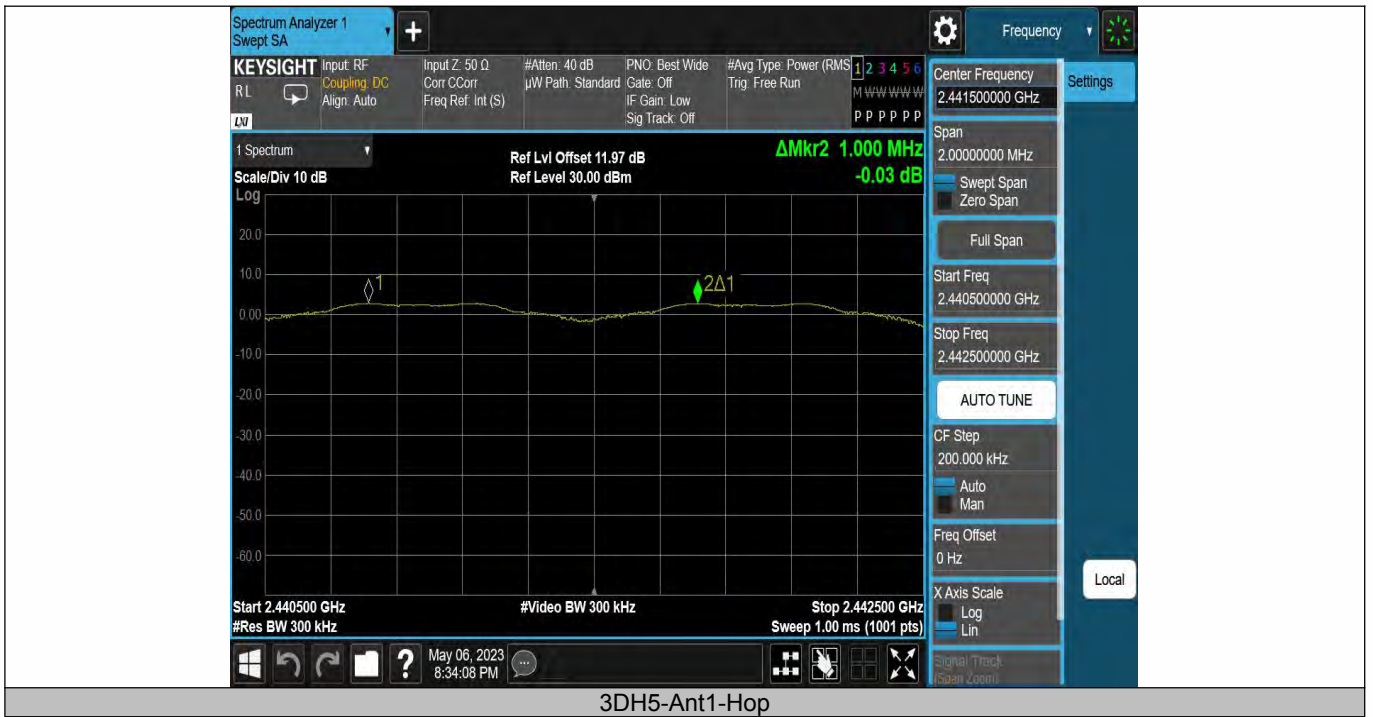 Spectrum Analyzer 1
Swept SA
+
Frequency
KEYSIGHT
R L
LXI
Input: RF
Coupling: DC
Align: Auto
Input Z: 50 Ω
Corr CCorr
Freq Ref: Int (S)
#Atten: 40 dB
µW Path: Standard
PNO: Best Wide
Gate: Off
IF Gain: Low
Sig Track: Off
#Avg Type: Power (RMS
Trig: Free Run
1 2 3 4 5 6
M W W W W W
P P P P P P
1 Spectrum
Scale/Div 10 dB
Log
Ref Lvl Offset 11.97 dB
Ref Level 30.00 dBm
ΔMkr2 1.000 MHz
-0.03 dB
20.0
10.0
0.00
-10.0
-20.0
-30.0
-40.0
-50.0
-60.0
1
2Δ1
Start 2.440500 GHz
#Res BW 300 kHz
#Video BW 300 kHz
Stop 2.442500 GHz
Sweep 1.00 ms (1001 pts)
Center Frequency
2.441500000 GHz
Settings
Span
2.00000000 MHz
Swept Span
Zero Span
Full Span
Start Freq
2.440500000 GHz
Stop Freq
2.442500000 GHz
AUTO TUNE
CF Step
200.000 kHz
Auto
Man
Freq Offset
0 Hz
X Axis Scale
Log
Lin
Signal Track
(Span Zoom)
Local
?
May 06, 2023
8:34:08 PM
3DH5-Ant1-Hop